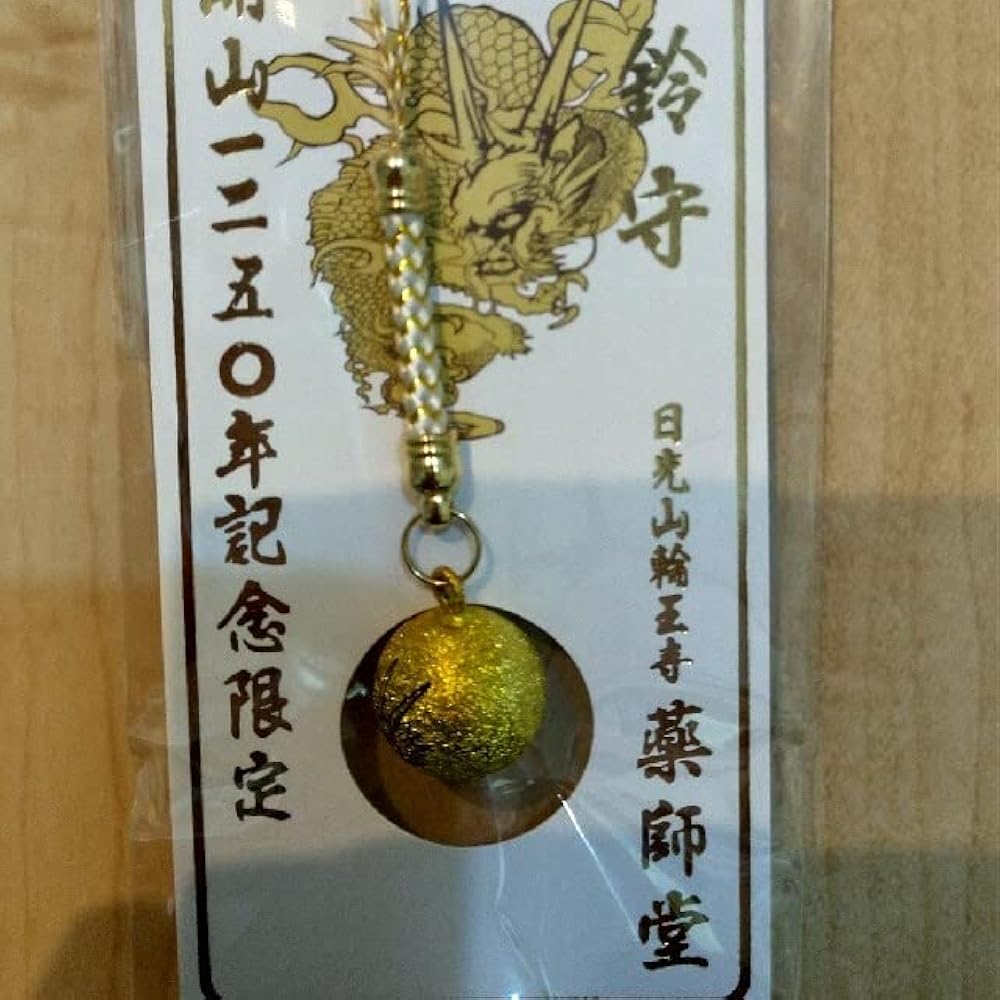 鈴守
日光山輪王寺 薬師堂
山一二五〇年記念限定